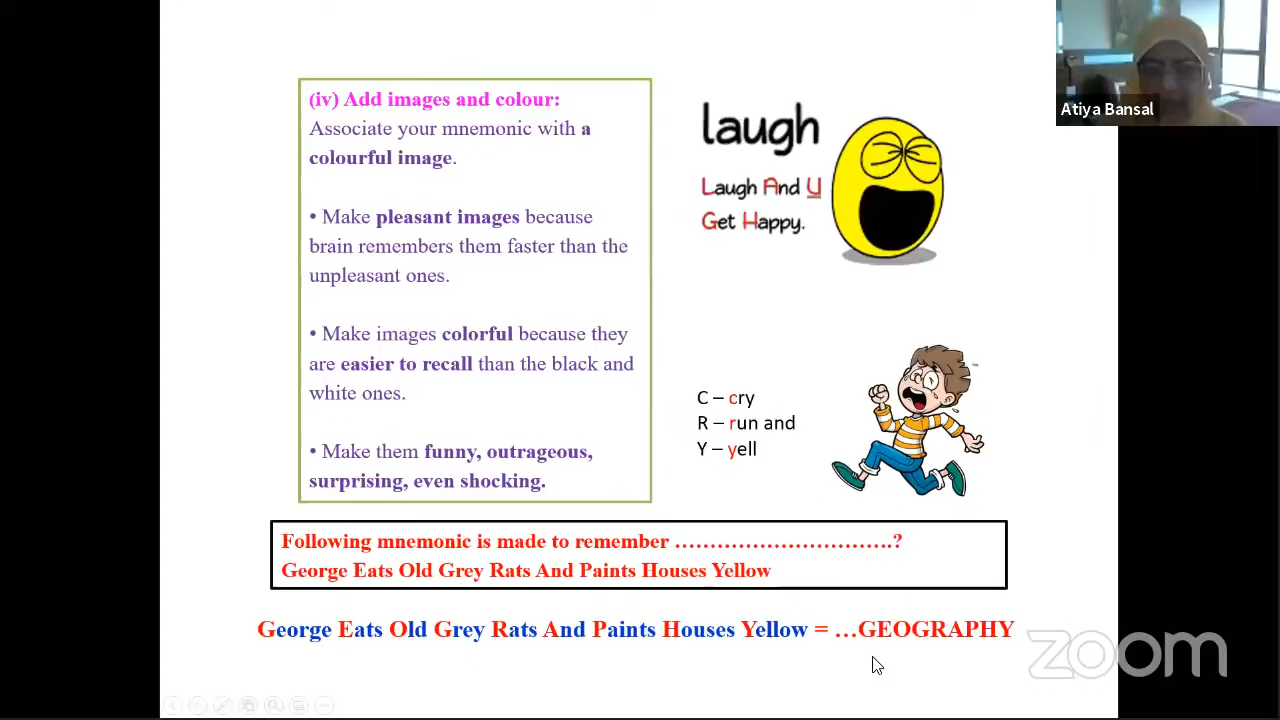 (iv) Add images and colour:
Associate your mnemonic with a
colourful image.
• Make pleasant images because
brain remembers them faster than the
unpleasant ones.
• Make images colorful because they
are easier to recall than the black and
white ones.
• Make them funny, outrageous,
surprising, even shocking.
laugh
Laugh And U
Get Happy.
C – cry
R – run and
Y – yell
Atiya Bansal
Following mnemonic is made to remember ………………………….?
George Eats Old Grey Rats And Paints Houses Yellow
George Eats Old Grey Rats And Paints Houses Yellow = …GEOGRAPHY
zoom